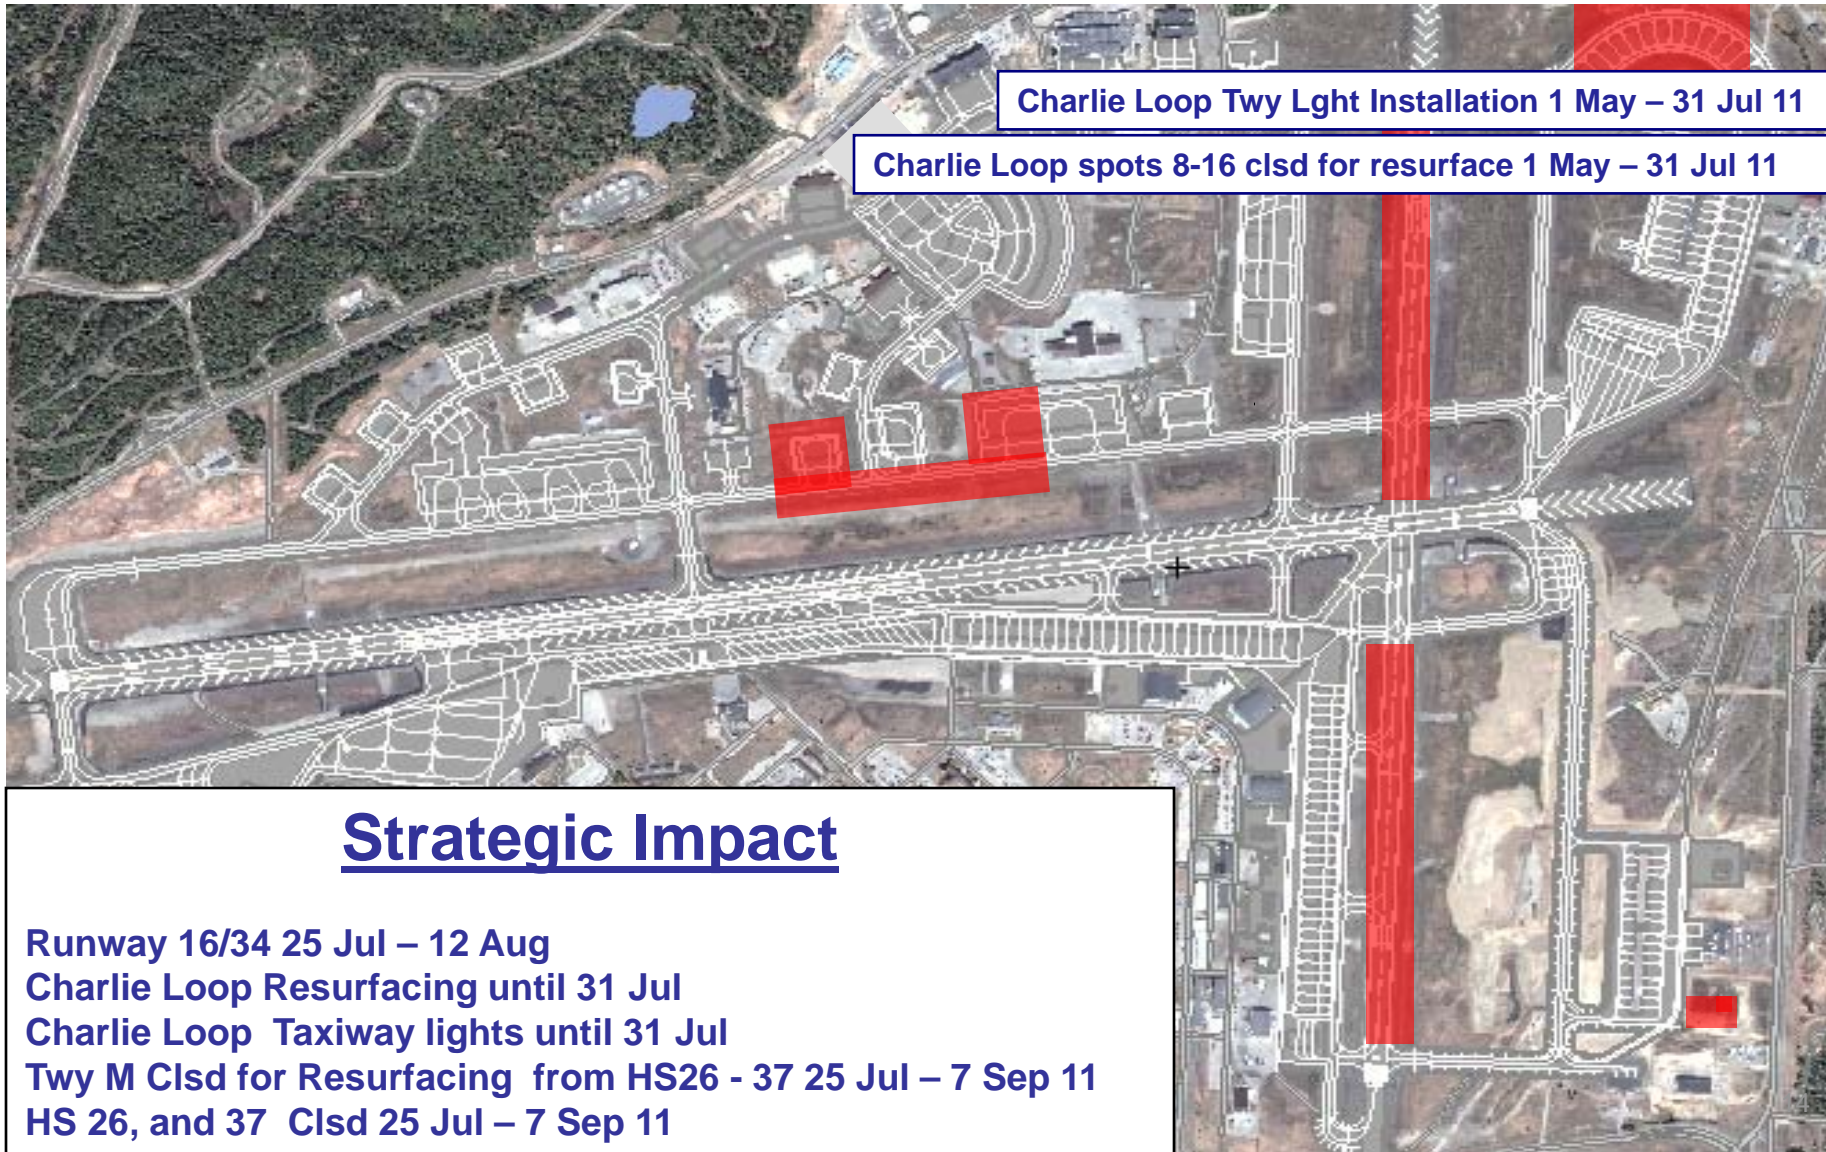 Charlie Loop Twy Lght Installation 1 May – 31 Jul 11
Charlie Loop spots 8-16 clsd for resurface 1 May – 31 Jul 11
Strategic Impact
Runway 16/34 25 Jul – 12 Aug
Charlie Loop Resurfacing until 31 Jul
Charlie Loop Taxiway lights until 31 Jul
Twy M Clsd for Resurfacing from HS26 - 37 25 Jul – 7 Sep 11
HS 26, and 37 Clsd 25 Jul – 7 Sep 11